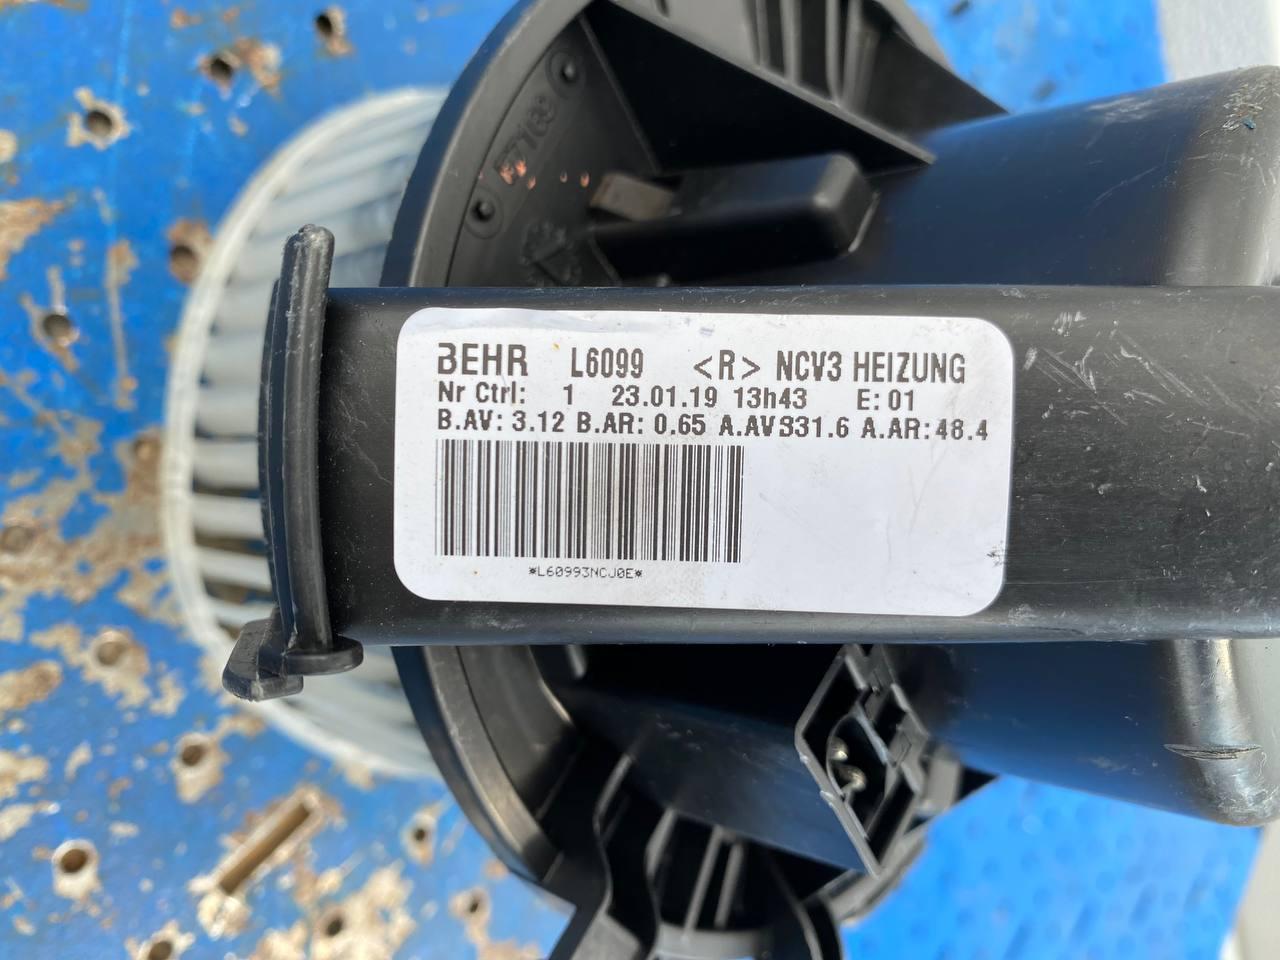 BEHR L6099 <R> NCV3 HEIZUNG
Nr Ctrl: 1 23.01.19 13h43 E: 01
B.AV: 3.12 B.AR: 0.65 A.AV331.6 A.AR:48.4
*L60993NCJ0E*